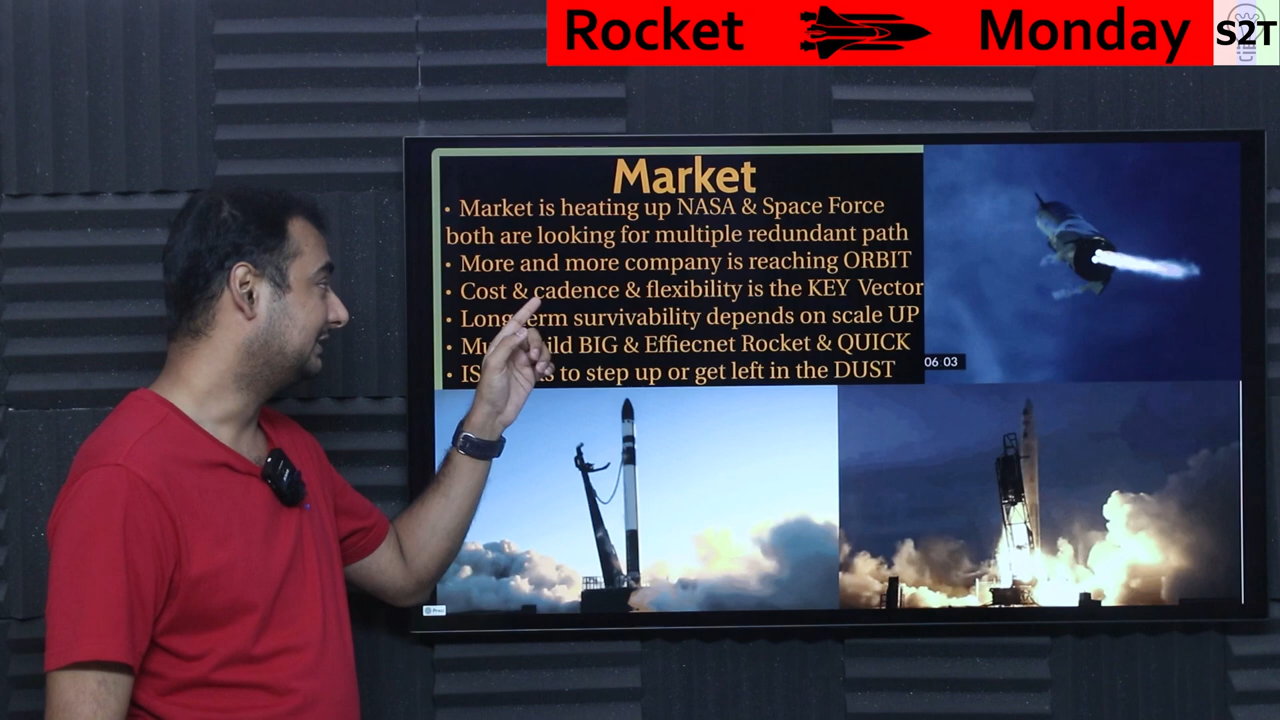 Rocket Monday S2T
Market
• Market is heating up NASA & Space Force
both are looking for multiple redundant path
• More and more company is reaching ORBIT
• Cost & cadence & flexibility is the KEY Vector
• Long term survivability depends on scale UP
• BIG & Effiecnet Rocket & QUICK
• to step up or get left in the DUST
06 03